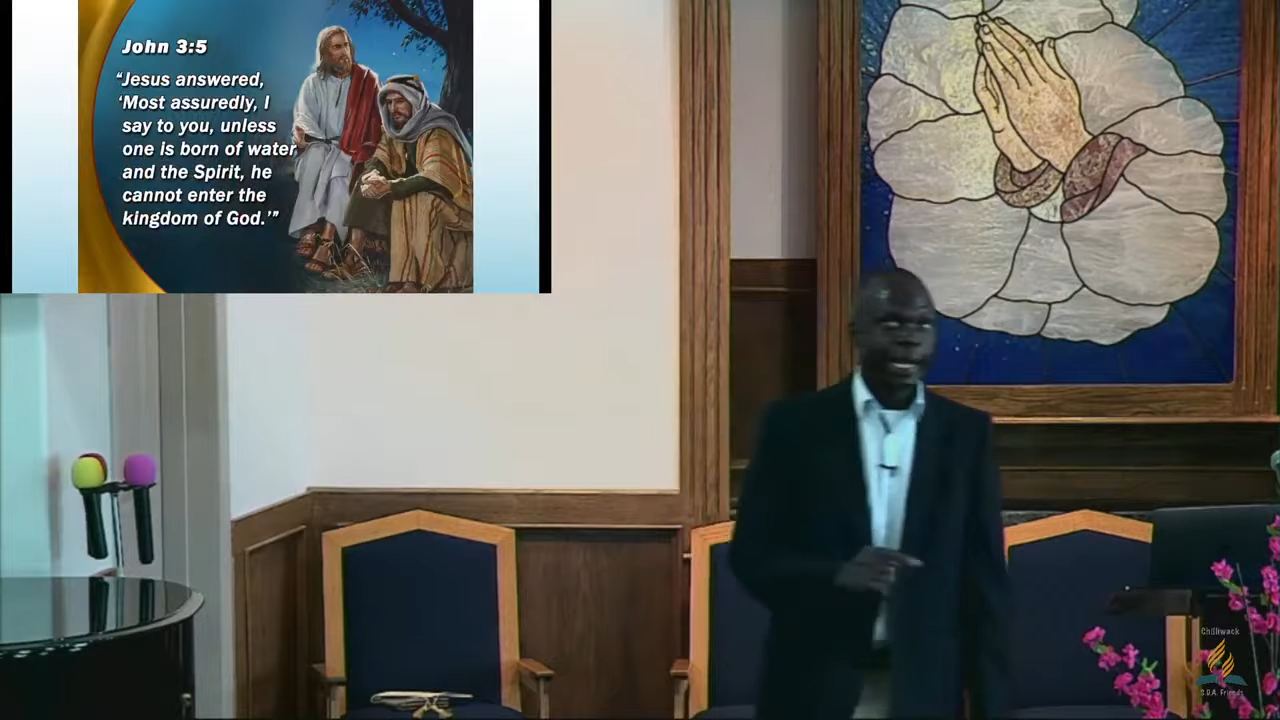 John 3:5
“Jesus answered,
‘Most assuredly, I
say to you, unless
one is born of water
and the Spirit, he
cannot enter the
kingdom of God.’”
Chilliwack
S.D.A. Friends